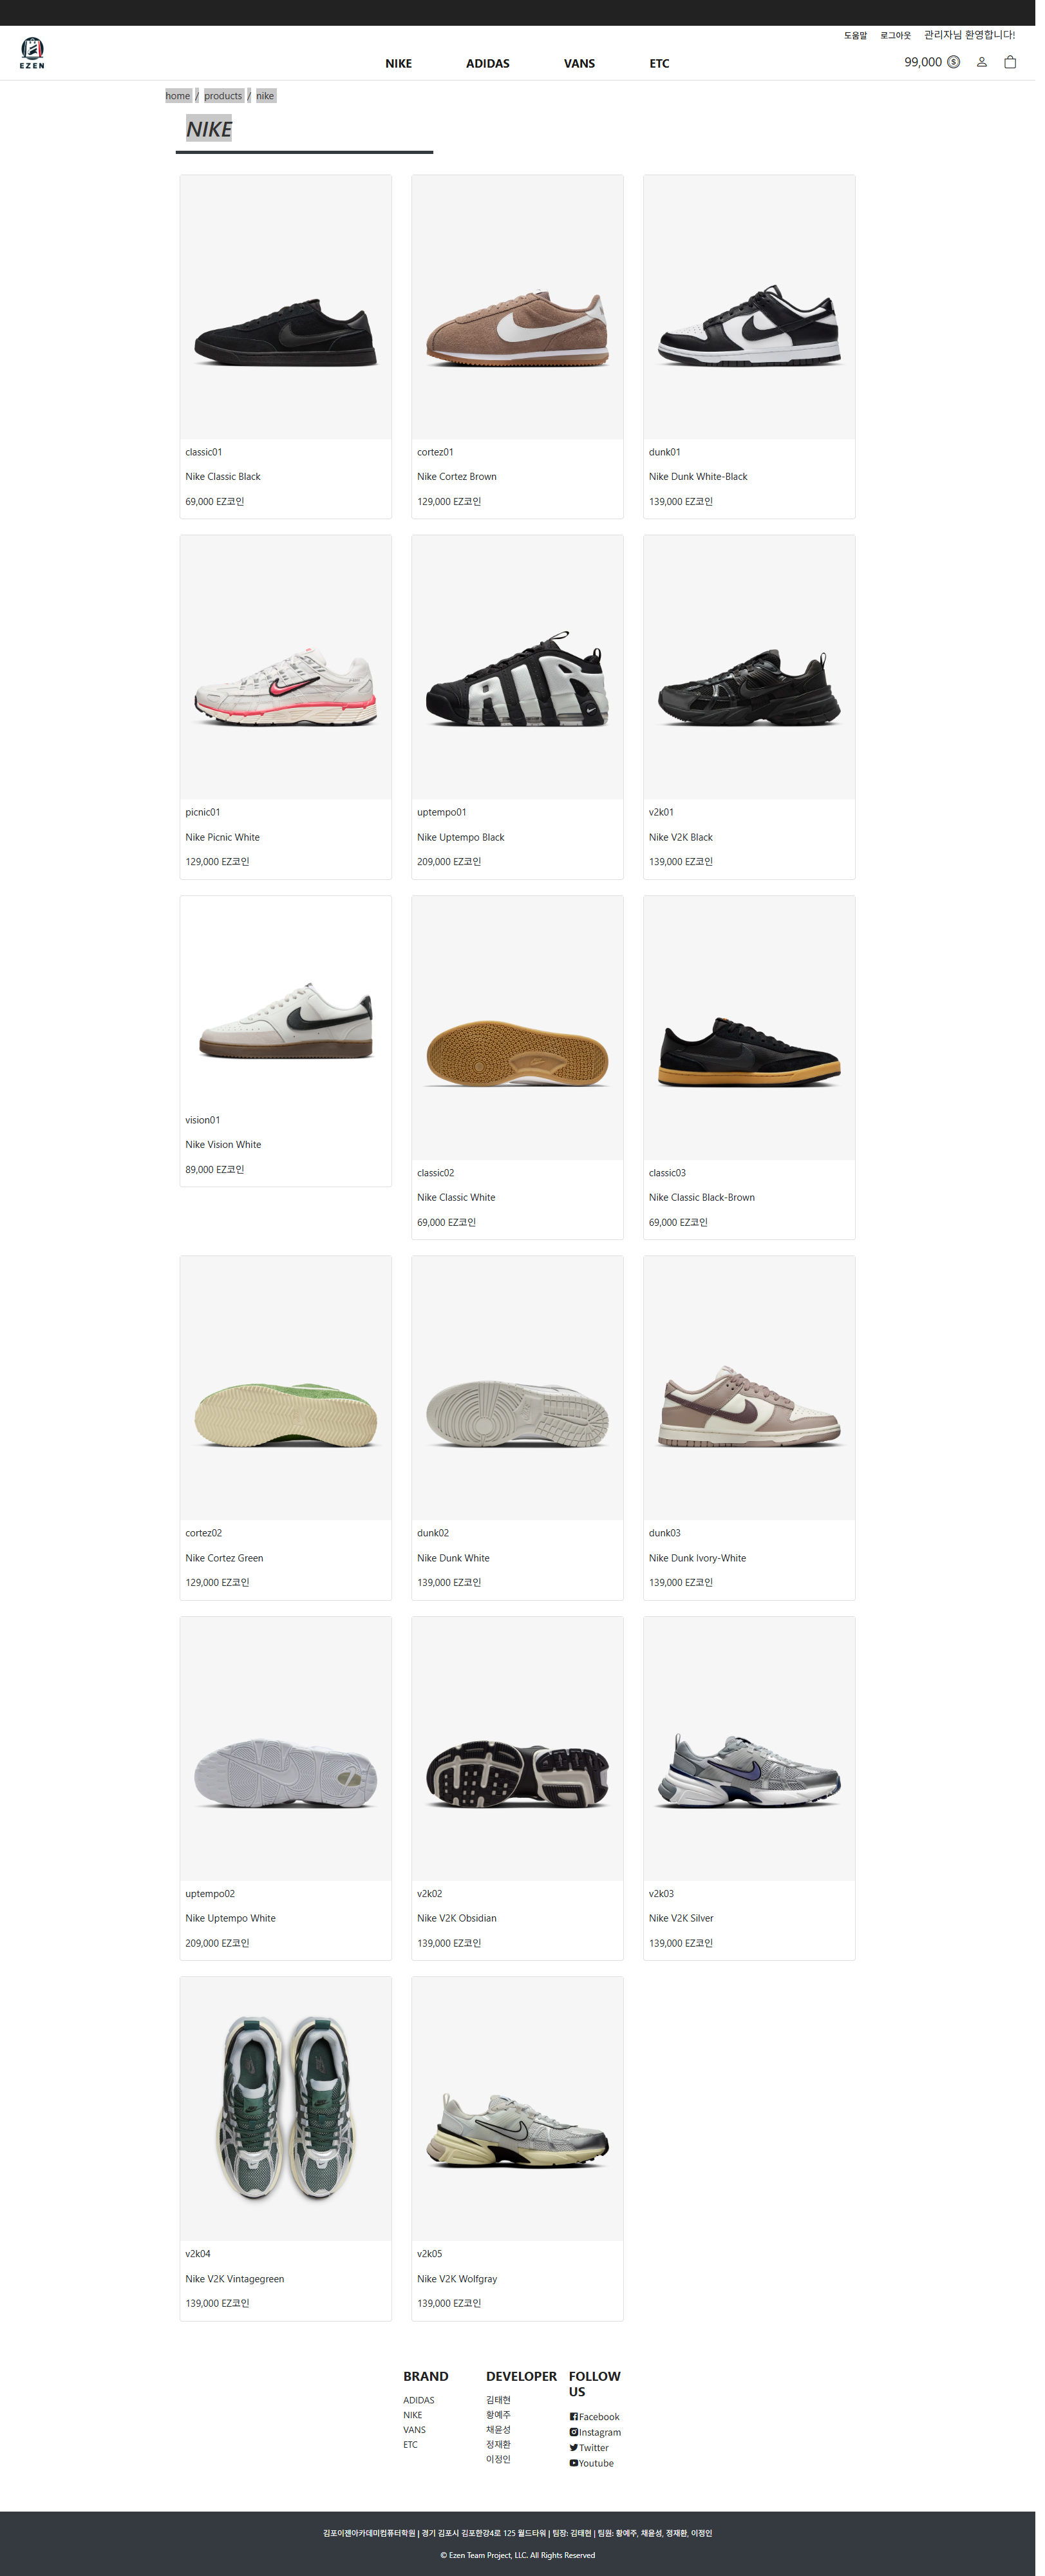 도움말 로그아웃 관리자님 환영합니다!
EZEN
NIKE ADIDAS VANS ETC
99,000
home / products / nike
NIKE
classic01
Nike Classic Black
69,000 EZ코인
cortez01
Nike Cortez Brown
129,000 EZ코인
dunk01
Nike Dunk White-Black
139,000 EZ코인
picnic01
Nike Picnic White
129,000 EZ코인
uptempo01
Nike Uptempo Black
209,000 EZ코인
v2k01
Nike V2K Black
139,000 EZ코인
vision01
Nike Vision White
89,000 EZ코인
classic02
Nike Classic White
69,000 EZ코인
classic03
Nike Classic Black-Brown
69,000 EZ코인
cortez02
Nike Cortez Green
129,000 EZ코인
dunk02
Nike Dunk White
139,000 EZ코인
dunk03
Nike Dunk Ivory-White
139,000 EZ코인
uptempo02
Nike Uptempo White
209,000 EZ코인
v2k02
Nike V2K Obsidian
139,000 EZ코인
v2k03
Nike V2K Silver
139,000 EZ코인
v2k04
Nike V2K Vintagegreen
139,000 EZ코인
v2k05
Nike V2K Wolfgray
139,000 EZ코인
BRAND
ADIDAS
NIKE
VANS
ETC
DEVELOPER
김태현
황예주
채윤성
정재환
이정인
FOLLOW
US
Facebook
Instagram
Twitter
Youtube
김포이젠아카데미컴퓨터학원 | 경기 김포시 김포한강4로 125 월드타워 | 팀장: 김태현 | 팀원: 황예주, 채윤성, 정재환, 이정인
© Ezen Team Project, LLC. All Rights Reserved